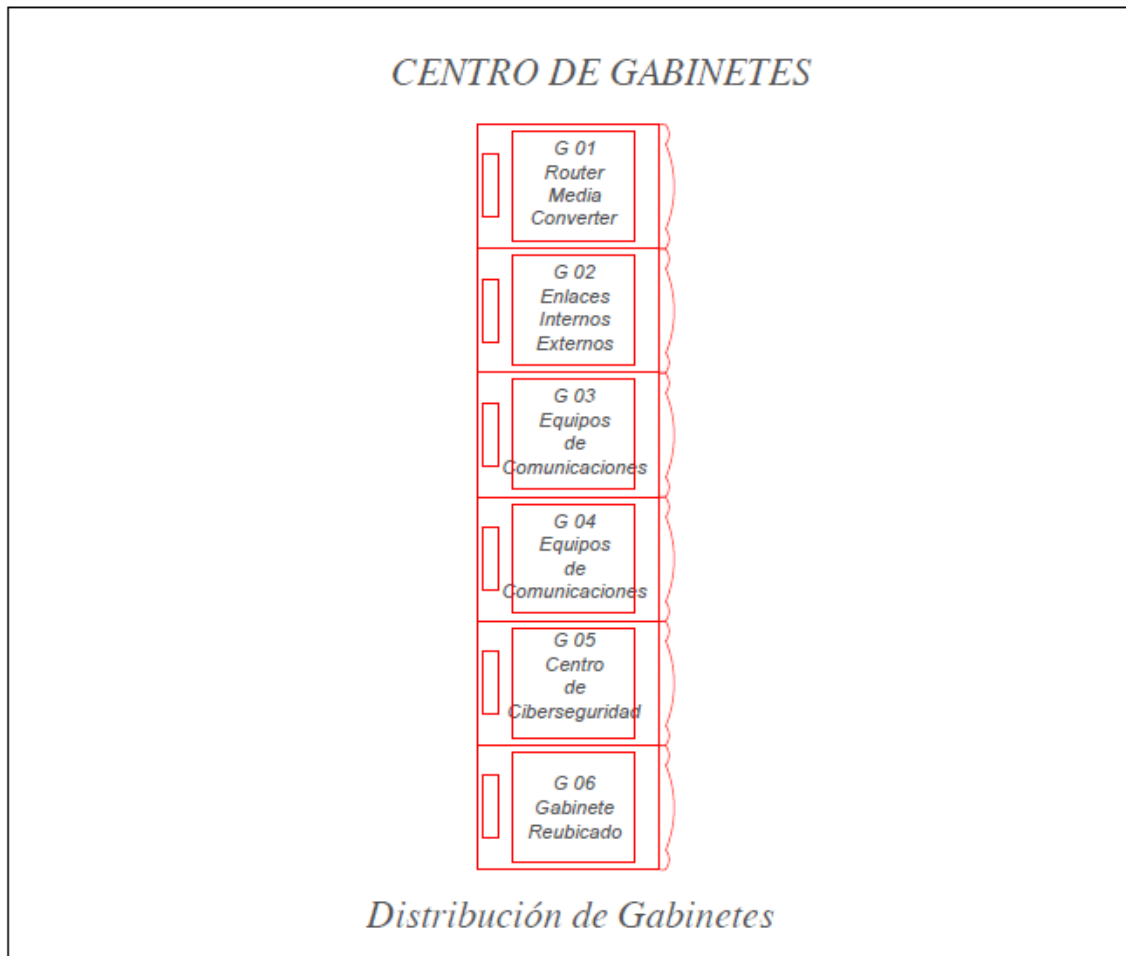 CENTRO DE GABINETES
G 01
Router
Media
Converter
G 02
Enlaces
Internos
Externos
G 03
Equipos
de
Comunicaciones
G 04
Equipos
de
Comunicaciones
G 05
Centro
de
Ciberseguridad
G 06
Gabinete
Reubicado
Distribución de Gabinetes